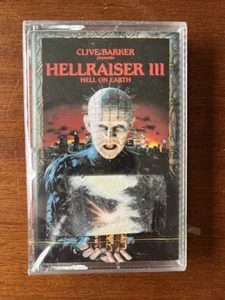 CLIVE BARKER
presents
HELLRAISER III
HELL ON EARTH